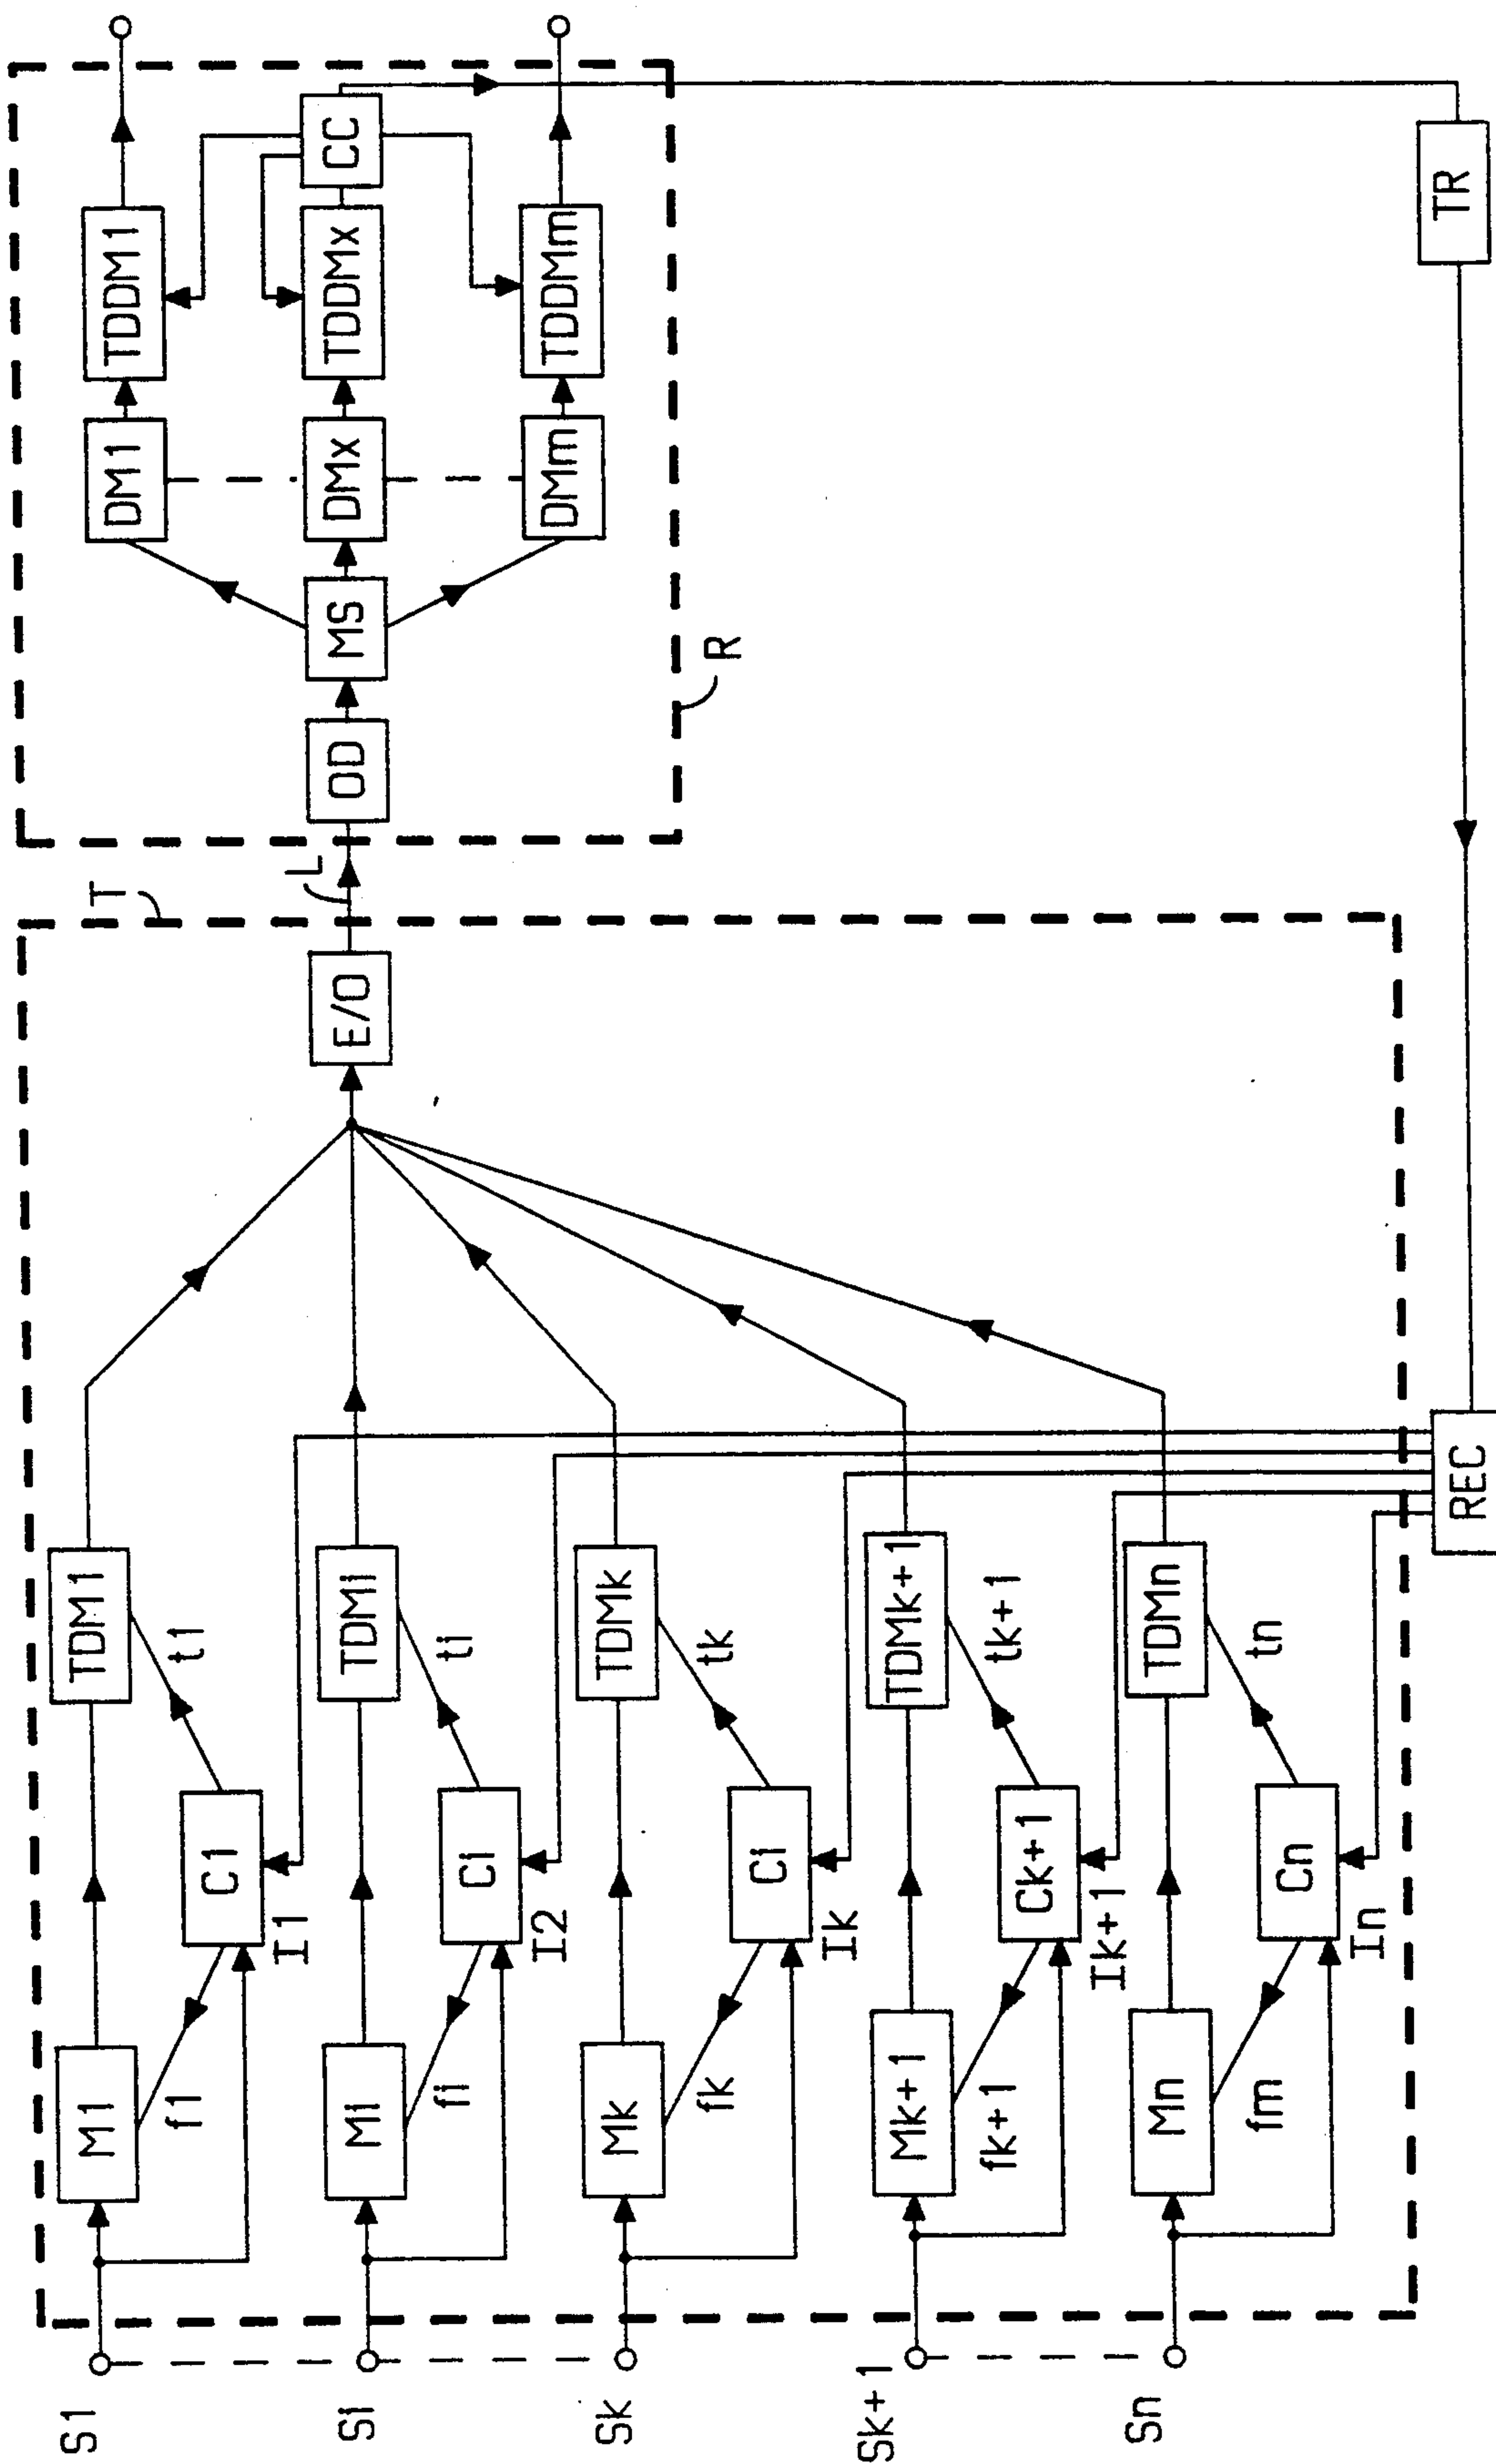 S1
M1
f1
C1
I1
t1
TDM1
Si
Mi
fi
Ci
I2
ti
TDMi
Sk
Mk
fk
Ci
Ik
tk
TDMk
Sk+1
Mk+1
fk+1
Ck+1
Ik+1
tk+1
TDMk+1
Sn
Mn
fm
Cn
In
tn
TDMn
REC
E/O
T
L
OD
MS
R
DM1
DMx
DMm
TDDM1
TDDMx
TDDMm
CC
TR